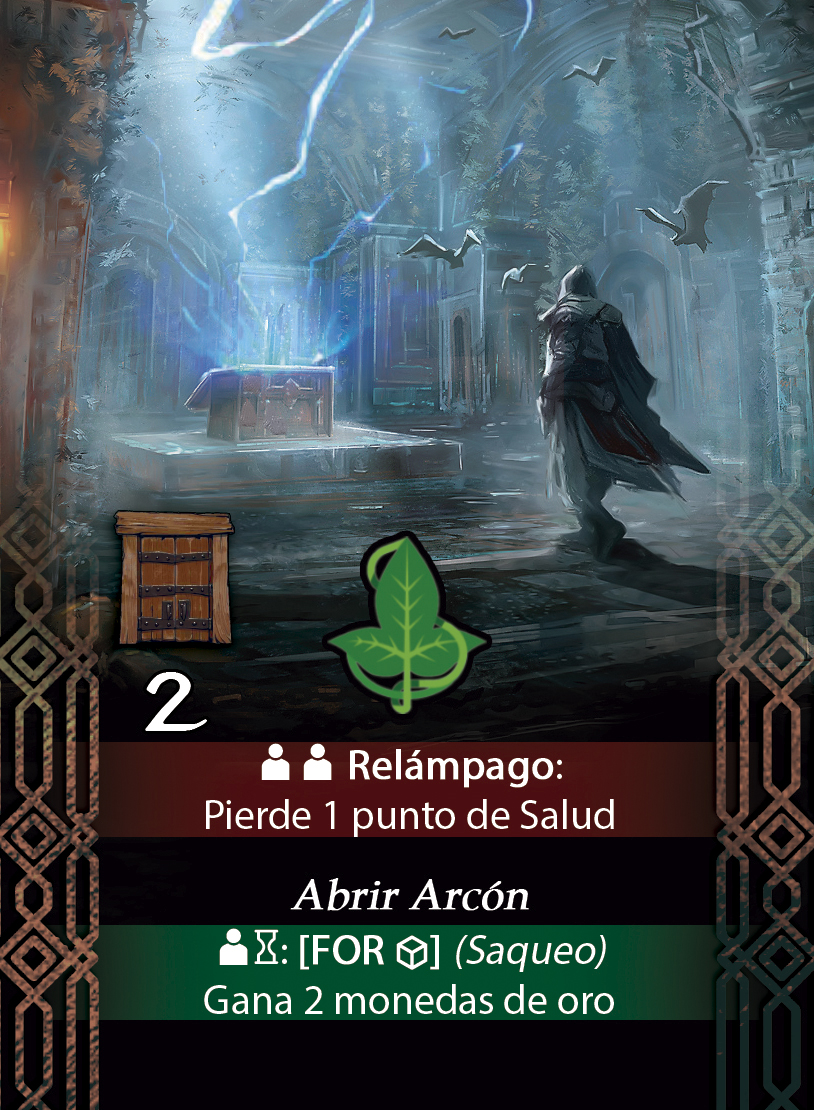 2
Relámpago:
Pierde 1 punto de Salud
Abrir Arcón
: [FOR ] (Saqueo)
Gana 2 monedas de oro